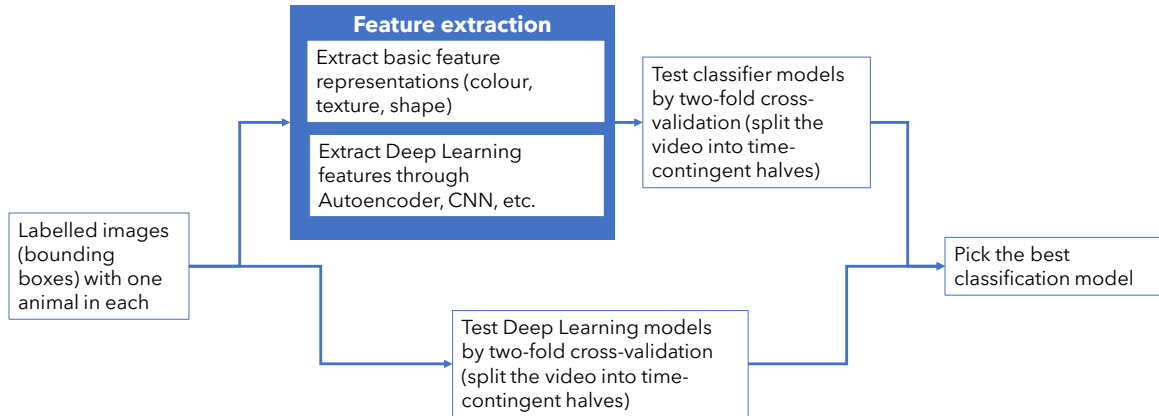 Feature extraction
Extract basic feature
representations (colour,
texture, shape)
Extract Deep Learning
features through
Autoencoder, CNN, etc.
Test classifier models
by two-fold cross-
validation (split the
video into time-
contingent halves)
Labelled images
(bounding
boxes) with one
animal in each
Pick the best
classification model
Test Deep Learning models
by two-fold cross-validation
(split the video into time-
contingent halves)